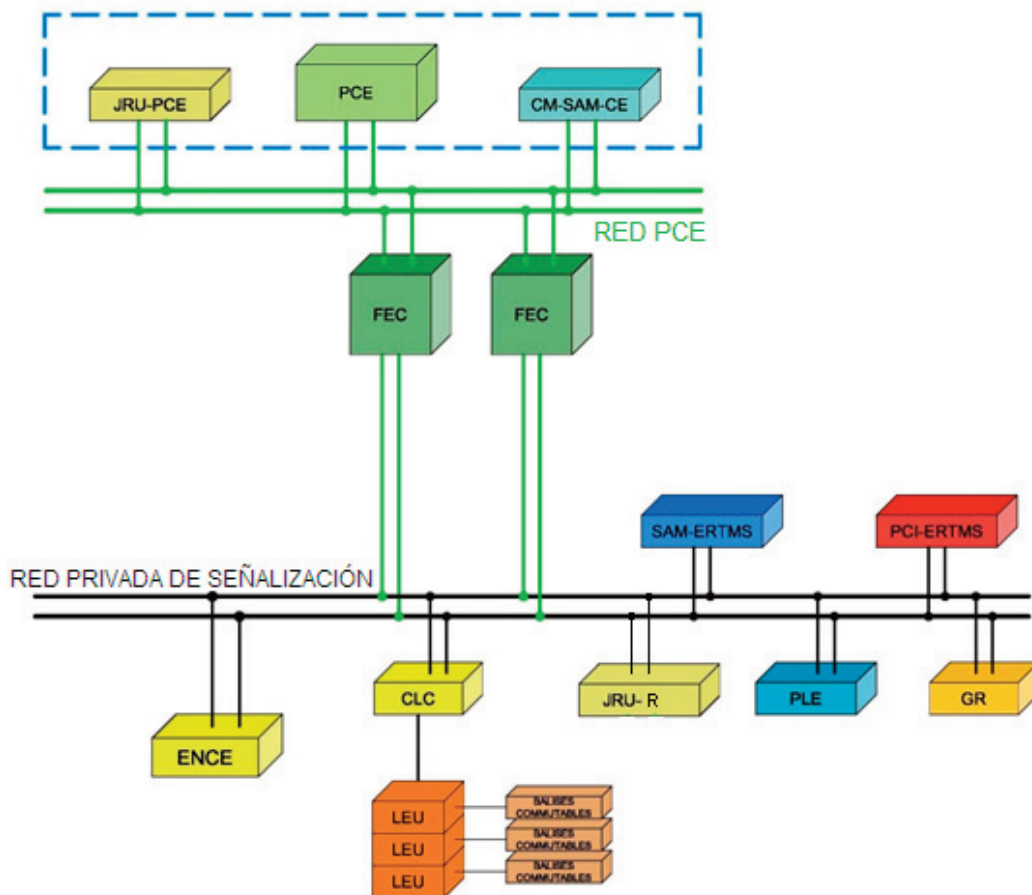 JRU-PCE
PCE
CM-SAM-CE
RED PCE
FEC
FEC
SAM-ERTMS
PCI-ERTMS
RED PRIVADA DE SEÑALIZACIÓN
CLC
JRU- R
PLE
GR
ENCE
LEU
BALISES
COMMUTABLES
LEU
BALISES
COMMUTABLES
LEU
BALISES
COMMUTABLES